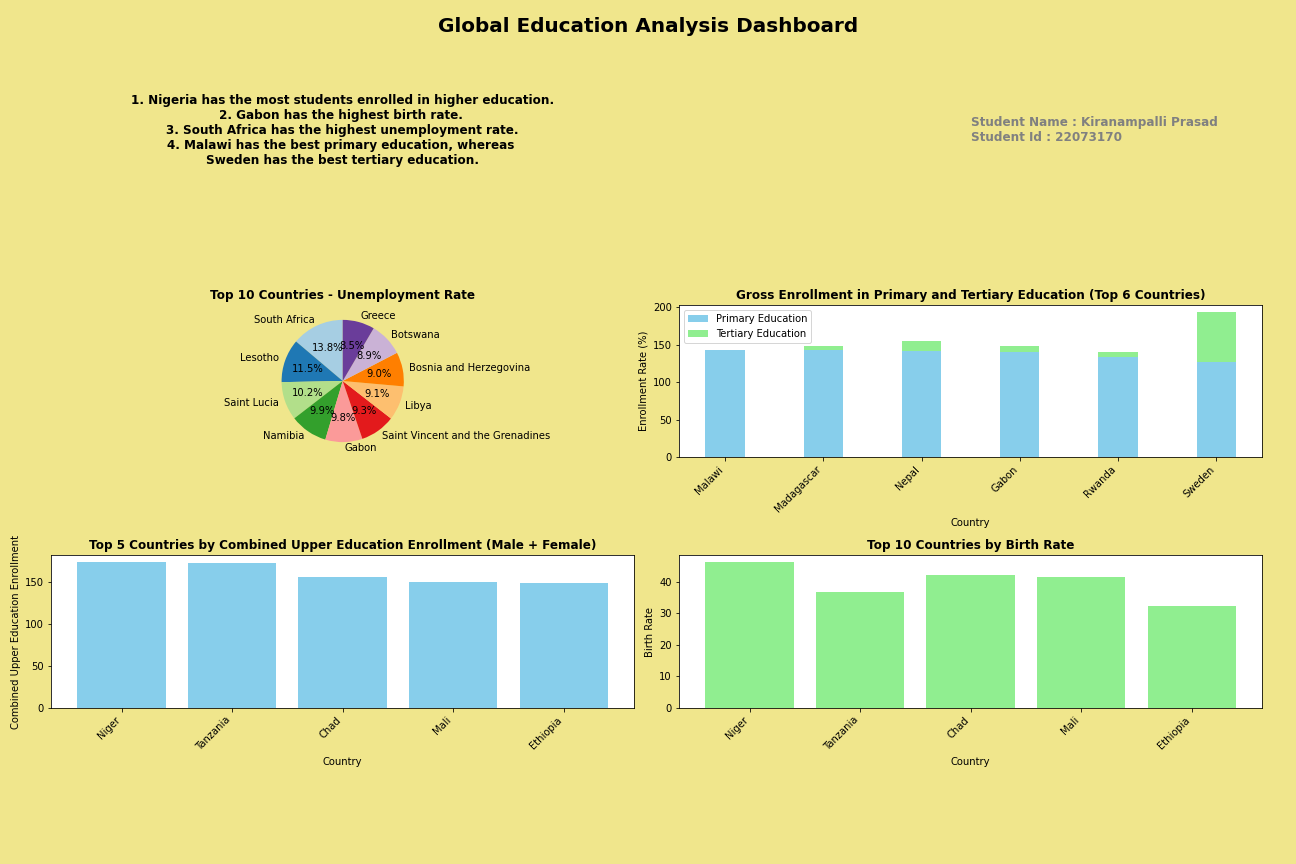 Global Education Analysis Dashboard
1. Nigeria has the most students enrolled in higher education.
2. Gabon has the highest birth rate.
3. South Africa has the highest unemployment rate.
4. Malawi has the best primary education, whereas
Sweden has the best tertiary education.
Student Name : Kiranampalli Prasad
Student Id : 22073170
Top 10 Countries - Unemployment Rate
South Africa
Lesotho
Saint Lucia
Namibia
Gabon
Saint Vincent and the Grenadines
Libya
Bosnia and Herzegovina
Botswana
Greece
13.8%
11.5%
10.2%
9.9%
9.8%
9.3%
9.1%
9.0%
8.9%
8.5%
Gross Enrollment in Primary and Tertiary Education (Top 6 Countries)
Primary Education
Tertiary Education
Enrollment Rate (%)
200
150
100
50
0
Malawi
Madagascar
Nepal
Gabon
Rwanda
Sweden
Country
Top 5 Countries by Combined Upper Education Enrollment (Male + Female)
Combined Upper Education Enrollment
150
100
50
0
Niger
Tanzania
Chad
Mali
Ethiopia
Country
Top 10 Countries by Birth Rate
Birth Rate
40
30
20
10
0
Niger
Tanzania
Chad
Mali
Ethiopia
Country